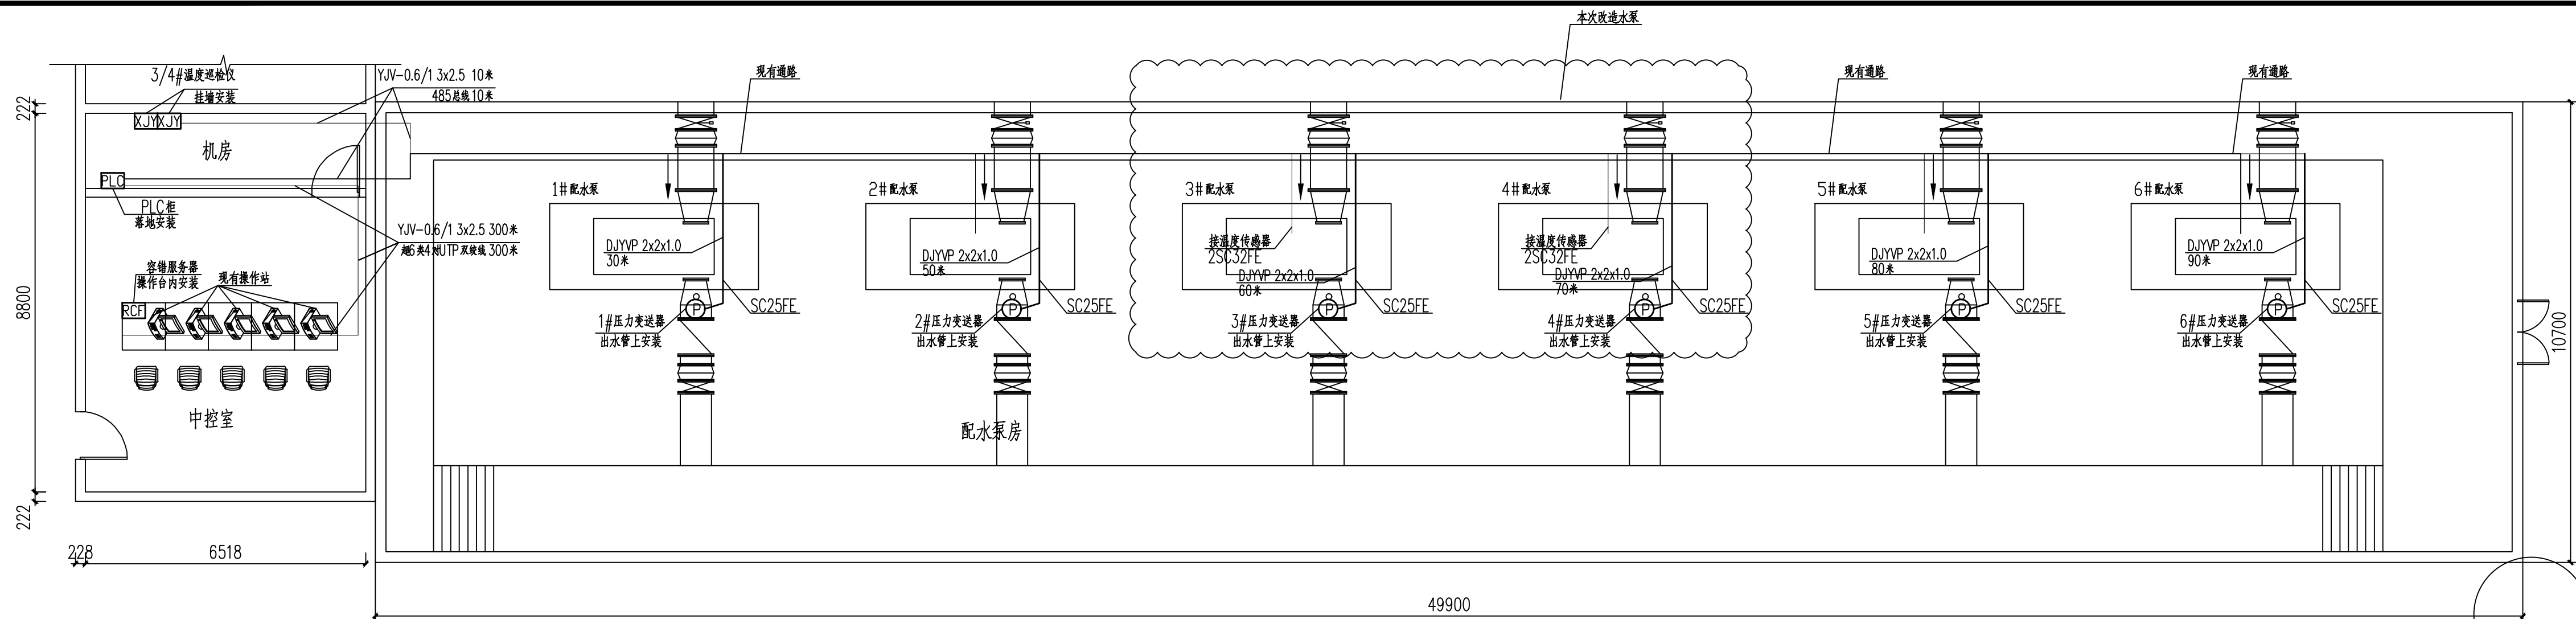 本次改造水泵
3/4#温度巡检仪
挂墙安装
YJV-0.6/1 3x2.5 10米
485总线10米
现有通路
现有通路
现有通路
222
XJY
XJY
机房
PLC
PLC柜
落地安装
1#配水泵
2#配水泵
3#配水泵
4#配水泵
5#配水泵
6#配水泵
YJV-0.6/1 3x2.5 300米
超6类4对UTP双绞线 300米
DJYVP 2x2x1.0
30米
DJYVP 2x2x1.0
50米
接温度传感器
2SC32FE
DJYVP 2x2x1.0
60米
接温度传感器
2SC32FE
DJYVP 2x2x1.0
70米
DJYVP 2x2x1.0
80米
DJYVP 2x2x1.0
90米
容错服务器
操作台内安装
现有操作站
RCF
8800
SC25FE
SC25FE
SC25FE
SC25FE
SC25FE
SC25FE
P
P
P
P
P
P
1#压力变送器
出水管上安装
2#压力变送器
出水管上安装
3#压力变送器
出水管上安装
4#压力变送器
出水管上安装
5#压力变送器
出水管上安装
6#压力变送器
出水管上安装
10700
中控室
配水泵房
222
228
6518
49900